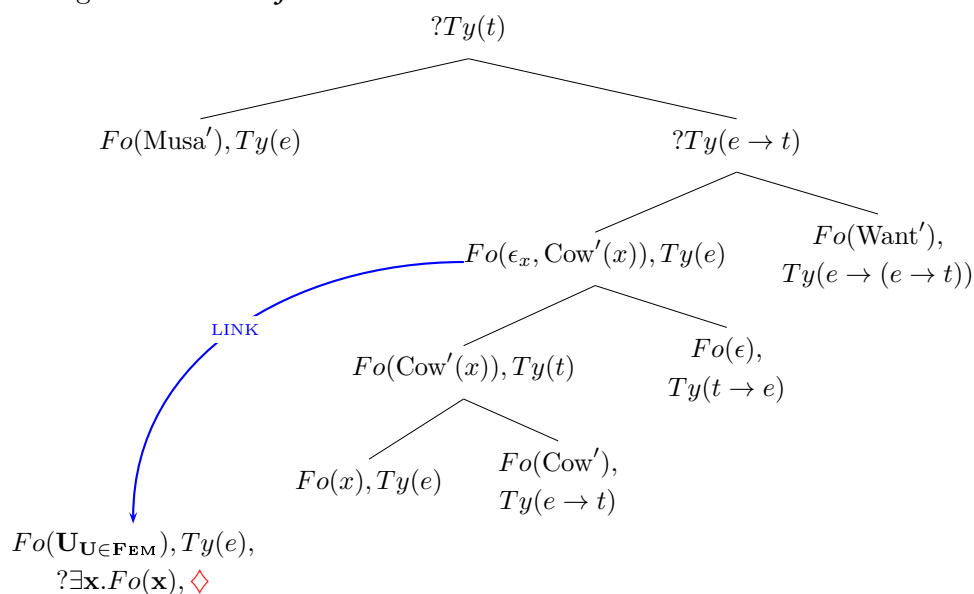 ?Ty(t)
Fo(Musa′), Ty(e)
?Ty(e → t)
Fo(ϵₓ, Cow′(x)), Ty(e)
Fo(Want′),
Ty(e → (e → t))
LINK
Fo(Cow′(x)), Ty(t)
Fo(ϵ),
Ty(t → e)
Fo(x), Ty(e)
Fo(Cow′),
Ty(e → t)
Fo(U_{U∈FEM}), Ty(e),
?∃x.Fo(x), ♢